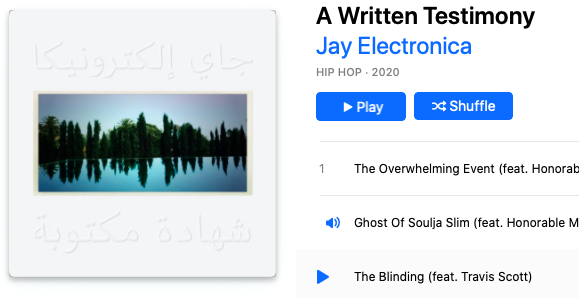 جاي إلكترونيكا
شهادة مكتوبة
A Written Testimony
Jay Electronica
HIP HOP · 2020
Play
Shuffle
1 The Overwhelming Event (feat. Honorab
Ghost Of Soulja Slim (feat. Honorable M
The Blinding (feat. Travis Scott)